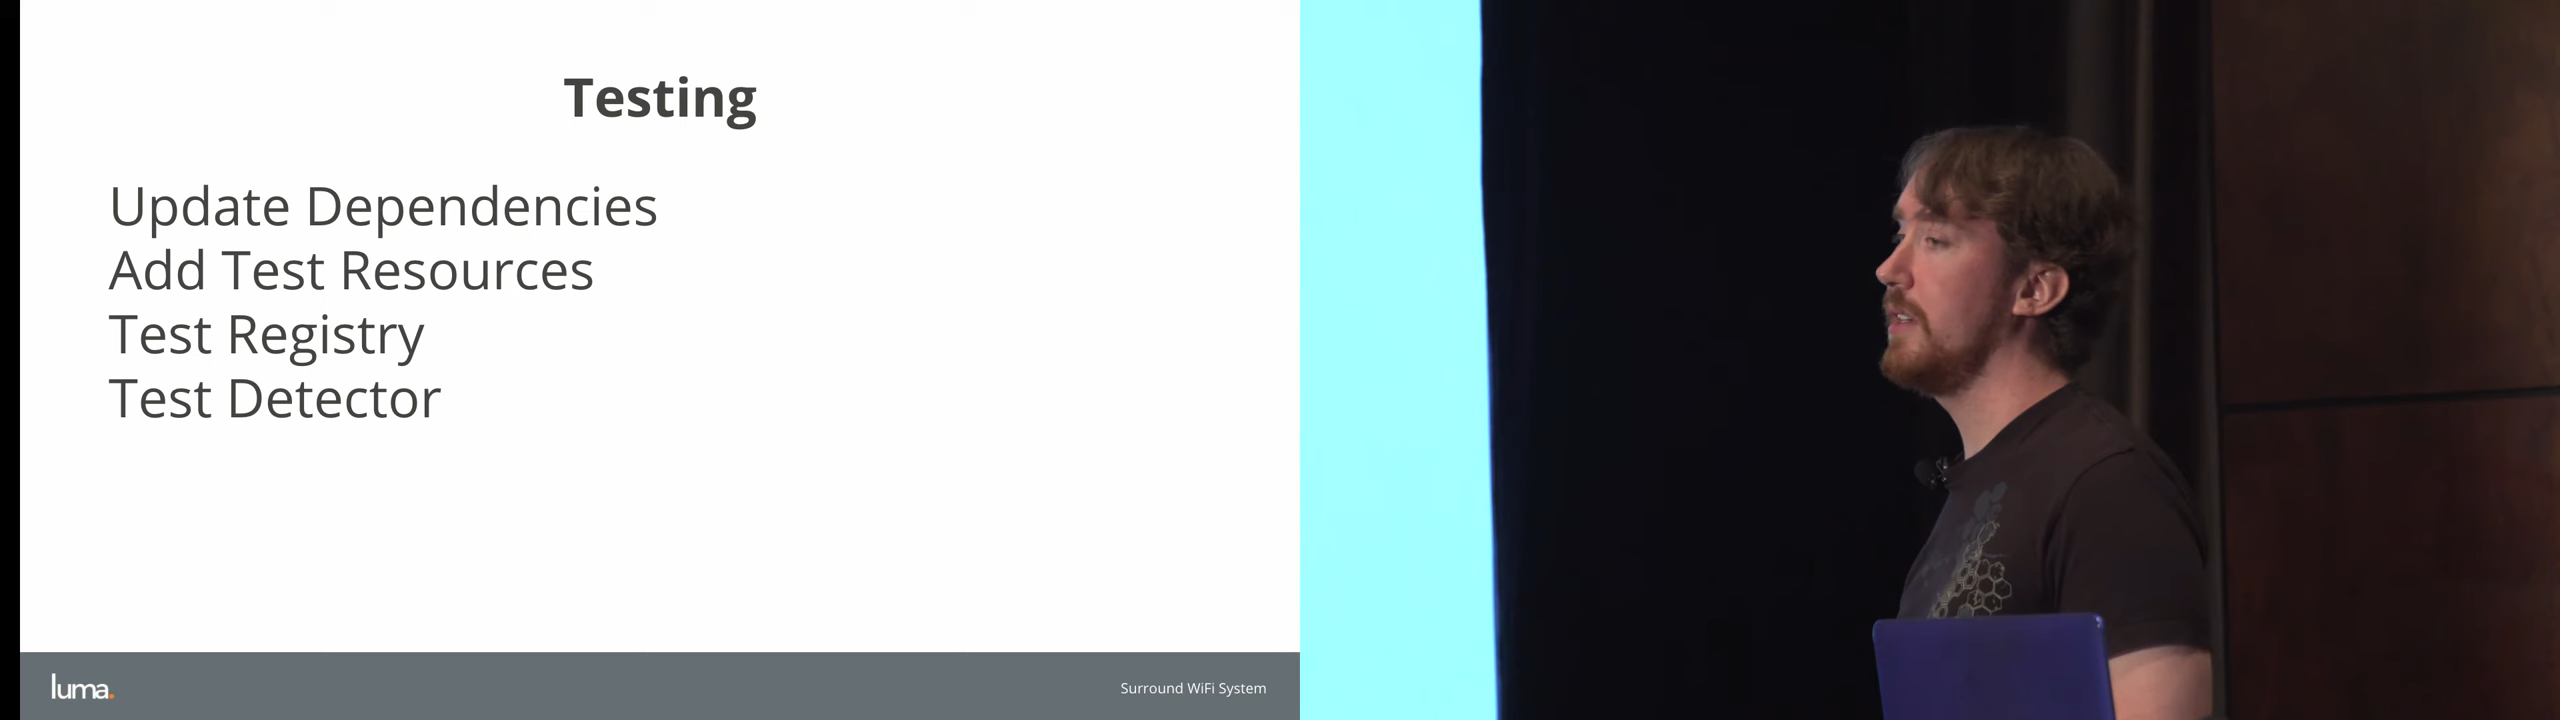 Testing
Update Dependencies
Add Test Resources
Test Registry
Test Detector
luma.
Surround WiFi System